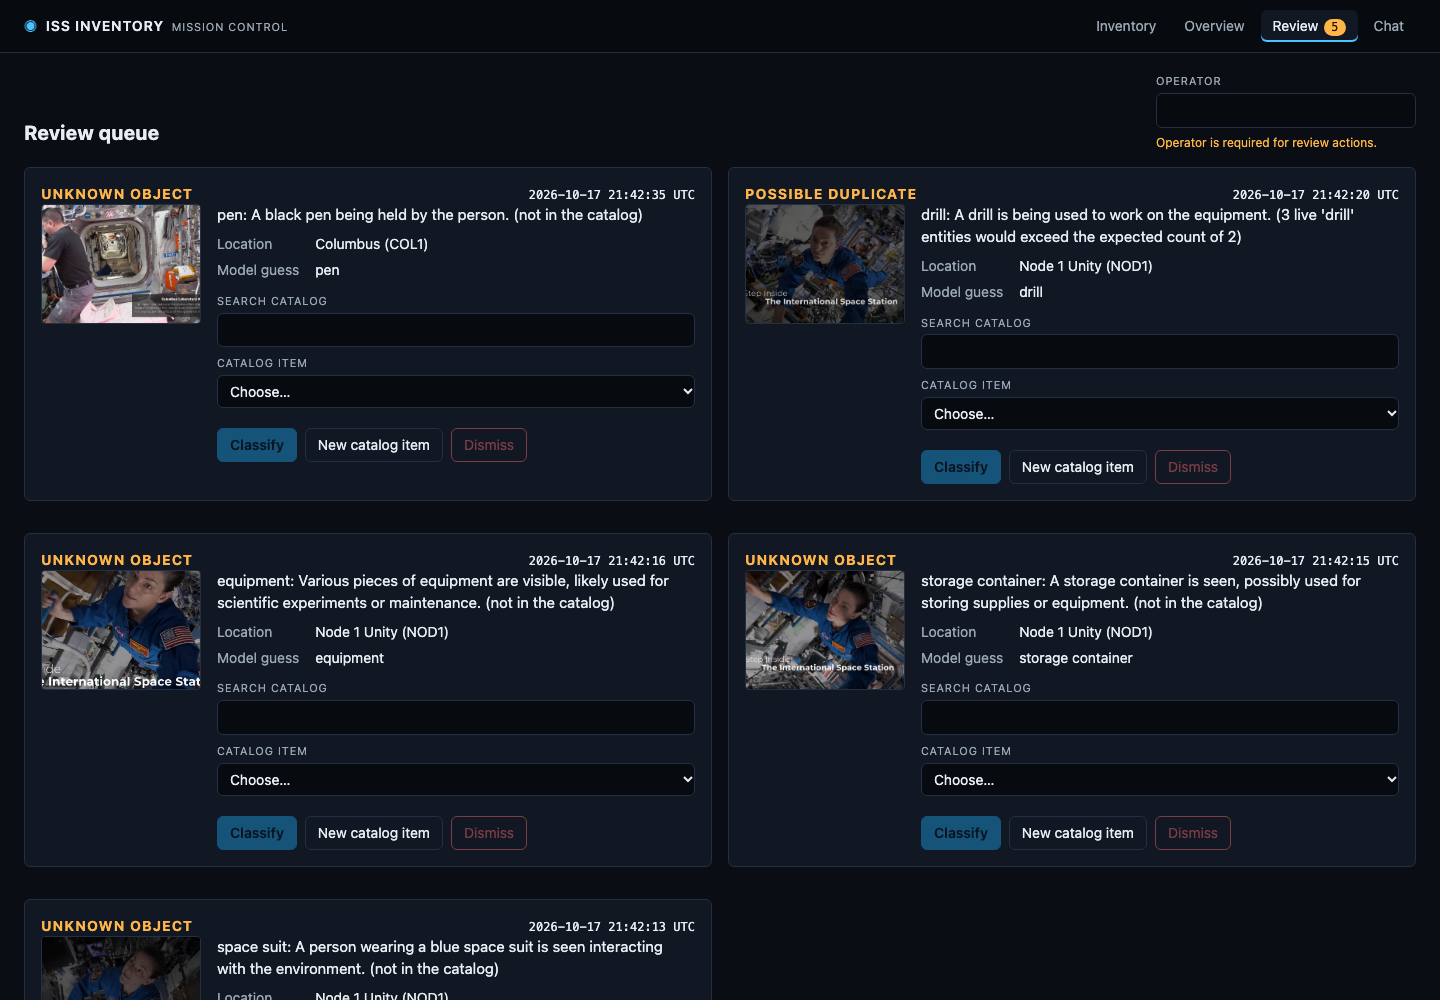 ISS INVENTORY MISSION CONTROL
Inventory
Overview
Review 5
Chat
OPERATOR
Review queue
Operator is required for review actions.
UNKNOWN OBJECT
2026-10-17 21:42:35 UTC
pen: A black pen being held by the person. (not in the catalog)
Location Columbus (COL1)
Model guess pen
SEARCH CATALOG
CATALOG ITEM
Choose...
Classify
New catalog item
Dismiss
POSSIBLE DUPLICATE
2026-10-17 21:42:20 UTC
Step Inside
The International Space Station
drill: A drill is being used to work on the equipment. (3 live 'drill'
entities would exceed the expected count of 2)
Location Node 1 Unity (NOD1)
Model guess drill
SEARCH CATALOG
CATALOG ITEM
Choose...
Classify
New catalog item
Dismiss
UNKNOWN OBJECT
2026-10-17 21:42:16 UTC
International Space Stat
equipment: Various pieces of equipment are visible, likely used for
scientific experiments or maintenance. (not in the catalog)
Location Node 1 Unity (NOD1)
Model guess equipment
SEARCH CATALOG
CATALOG ITEM
Choose...
Classify
New catalog item
Dismiss
UNKNOWN OBJECT
2026-10-17 21:42:15 UTC
Step Inside
The International Space Station
storage container: A storage container is seen, possibly used for
storing supplies or equipment. (not in the catalog)
Location Node 1 Unity (NOD1)
Model guess storage container
SEARCH CATALOG
CATALOG ITEM
Choose...
Classify
New catalog item
Dismiss
UNKNOWN OBJECT
2026-10-17 21:42:13 UTC
space suit: A person wearing a blue space suit is seen interacting
with the environment. (not in the catalog)
Location Node 1 Unity (NOD1)